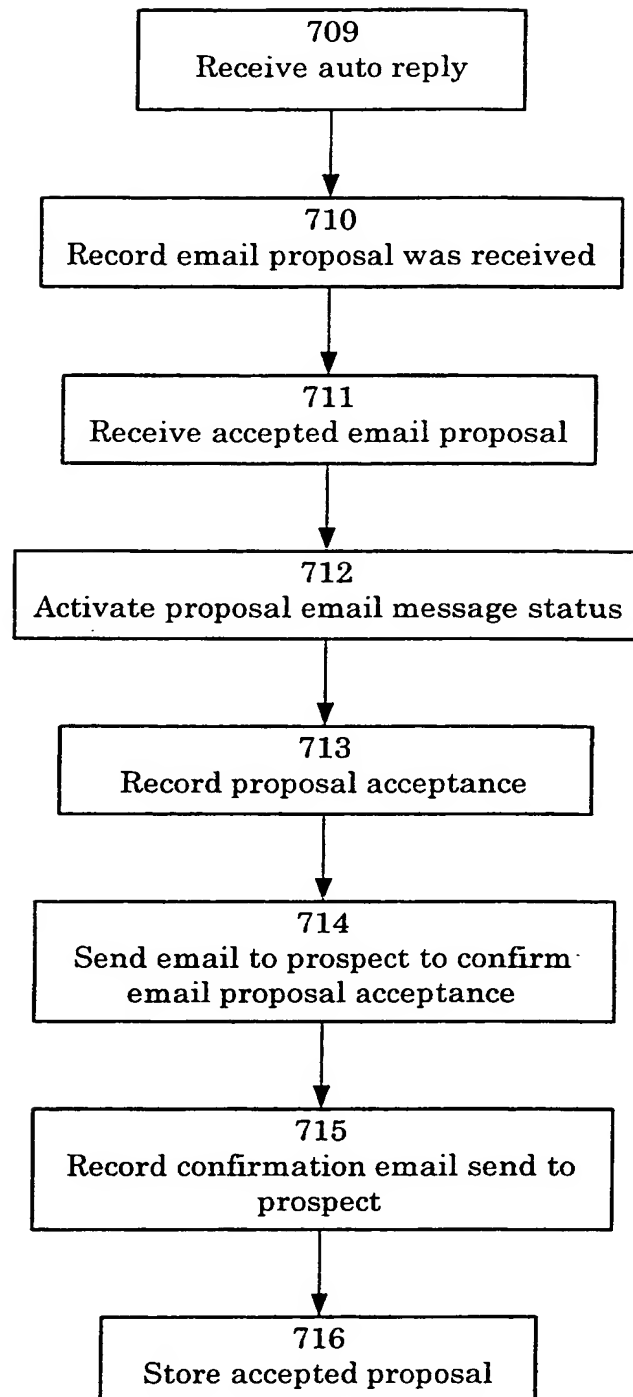 709
Receive auto reply
710
Record email proposal was received
711
Receive accepted email proposal
712
Activate proposal email message status
713
Record proposal acceptance
714
Send email to prospect to confirm
email proposal acceptance
715
Record confirmation email send to
prospect
716
Store accepted proposal